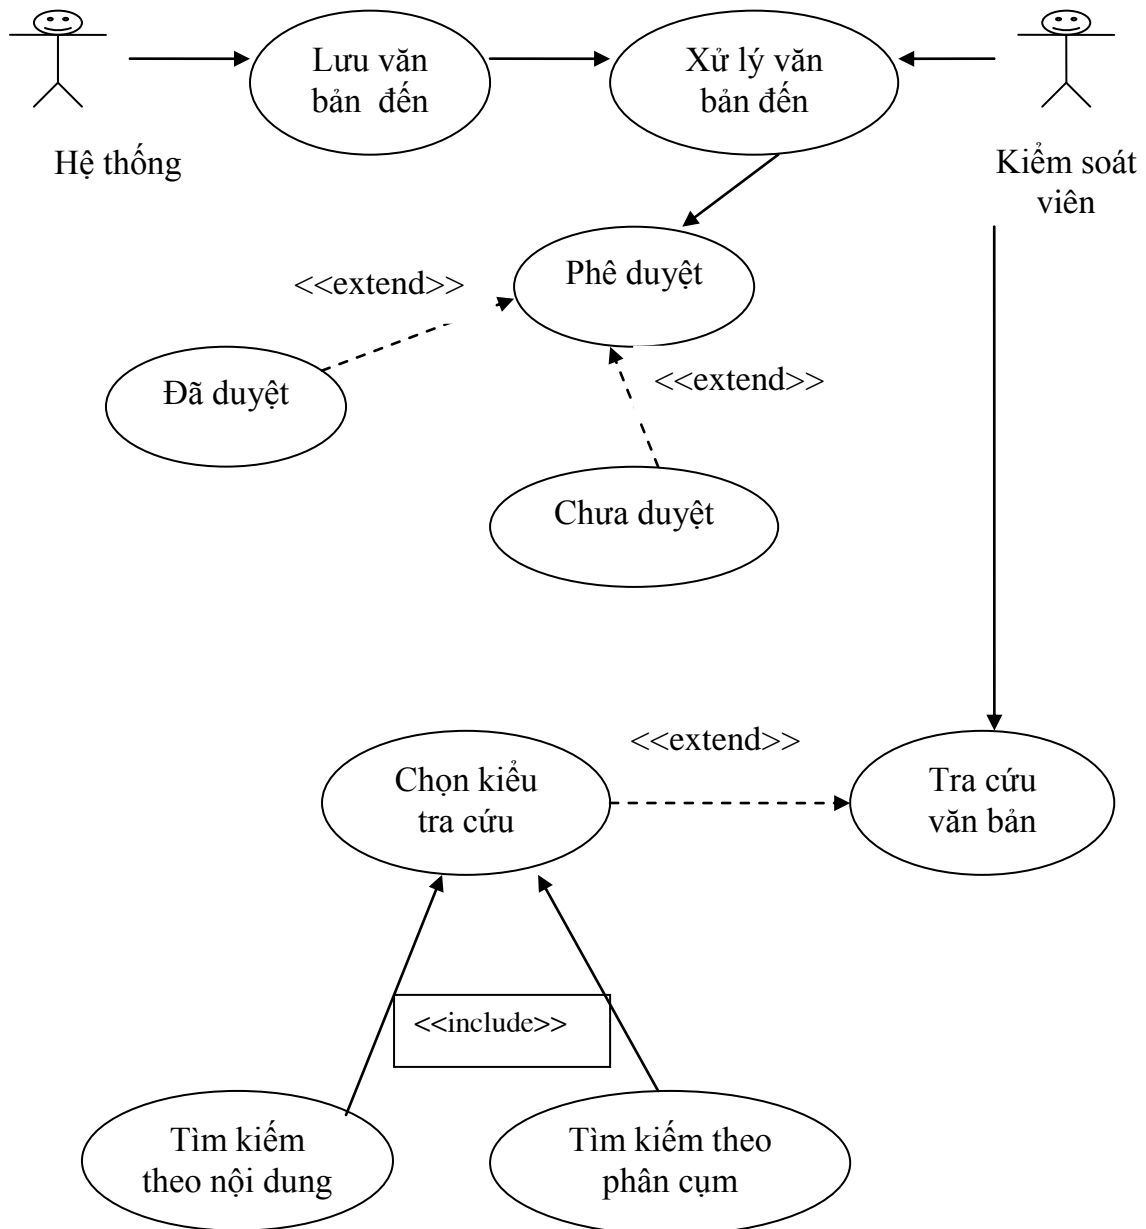 Lưu văn
bản đến
Xử lý văn
bản đến
Hệ thống
Kiểm soát
viên
Phê duyệt
<<extend>>
Đã duyệt
<<extend>>
Chưa duyệt
<<extend>>
Chọn kiểu
tra cứu
Tra cứu
văn bản
<<include>>
Tìm kiếm
theo nội dung
Tìm kiếm theo
phân cụm